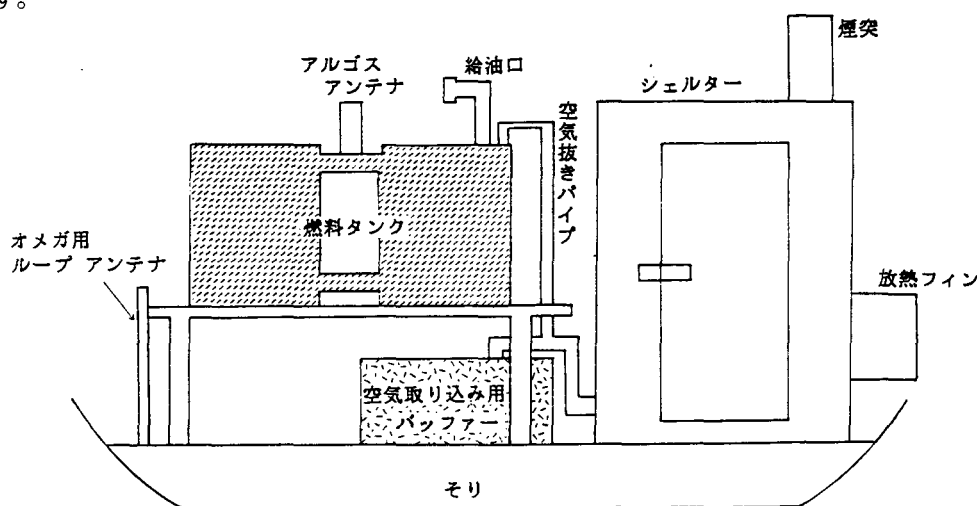 す。
煙突
アルゴス
アンテナ
給油口
シェルター
空気抜きパイプ
燃料タンク
オメガ用
ループ アンテナ
放熱フィン
空気取り込み用
バッファー
そり